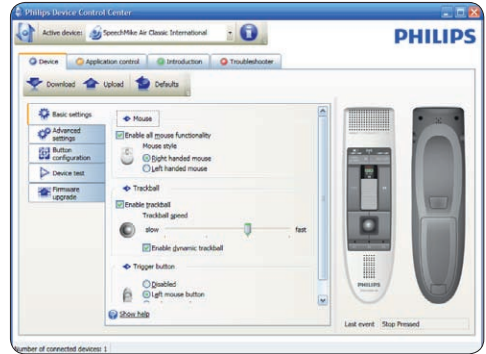 Philips Device Control Center
Active device: SpeechMike Air Classic International
PHILIPS
Device Application control Introduction Troubleshooter
Download Upload Defaults
Basic settings
Advanced settings
Button configuration
Device test
Firmware upgrade
Mouse
Enable all mouse functionality
Mouse style
Right handed mouse
Left handed mouse
Trackball
Enable trackball
Trackball speed
slow fast
Enable dynamic trackball
Trigger button
Disabled
Left mouse button
Show help
PHILIPS
Last event Stop Pressed
Number of connected devices: 1